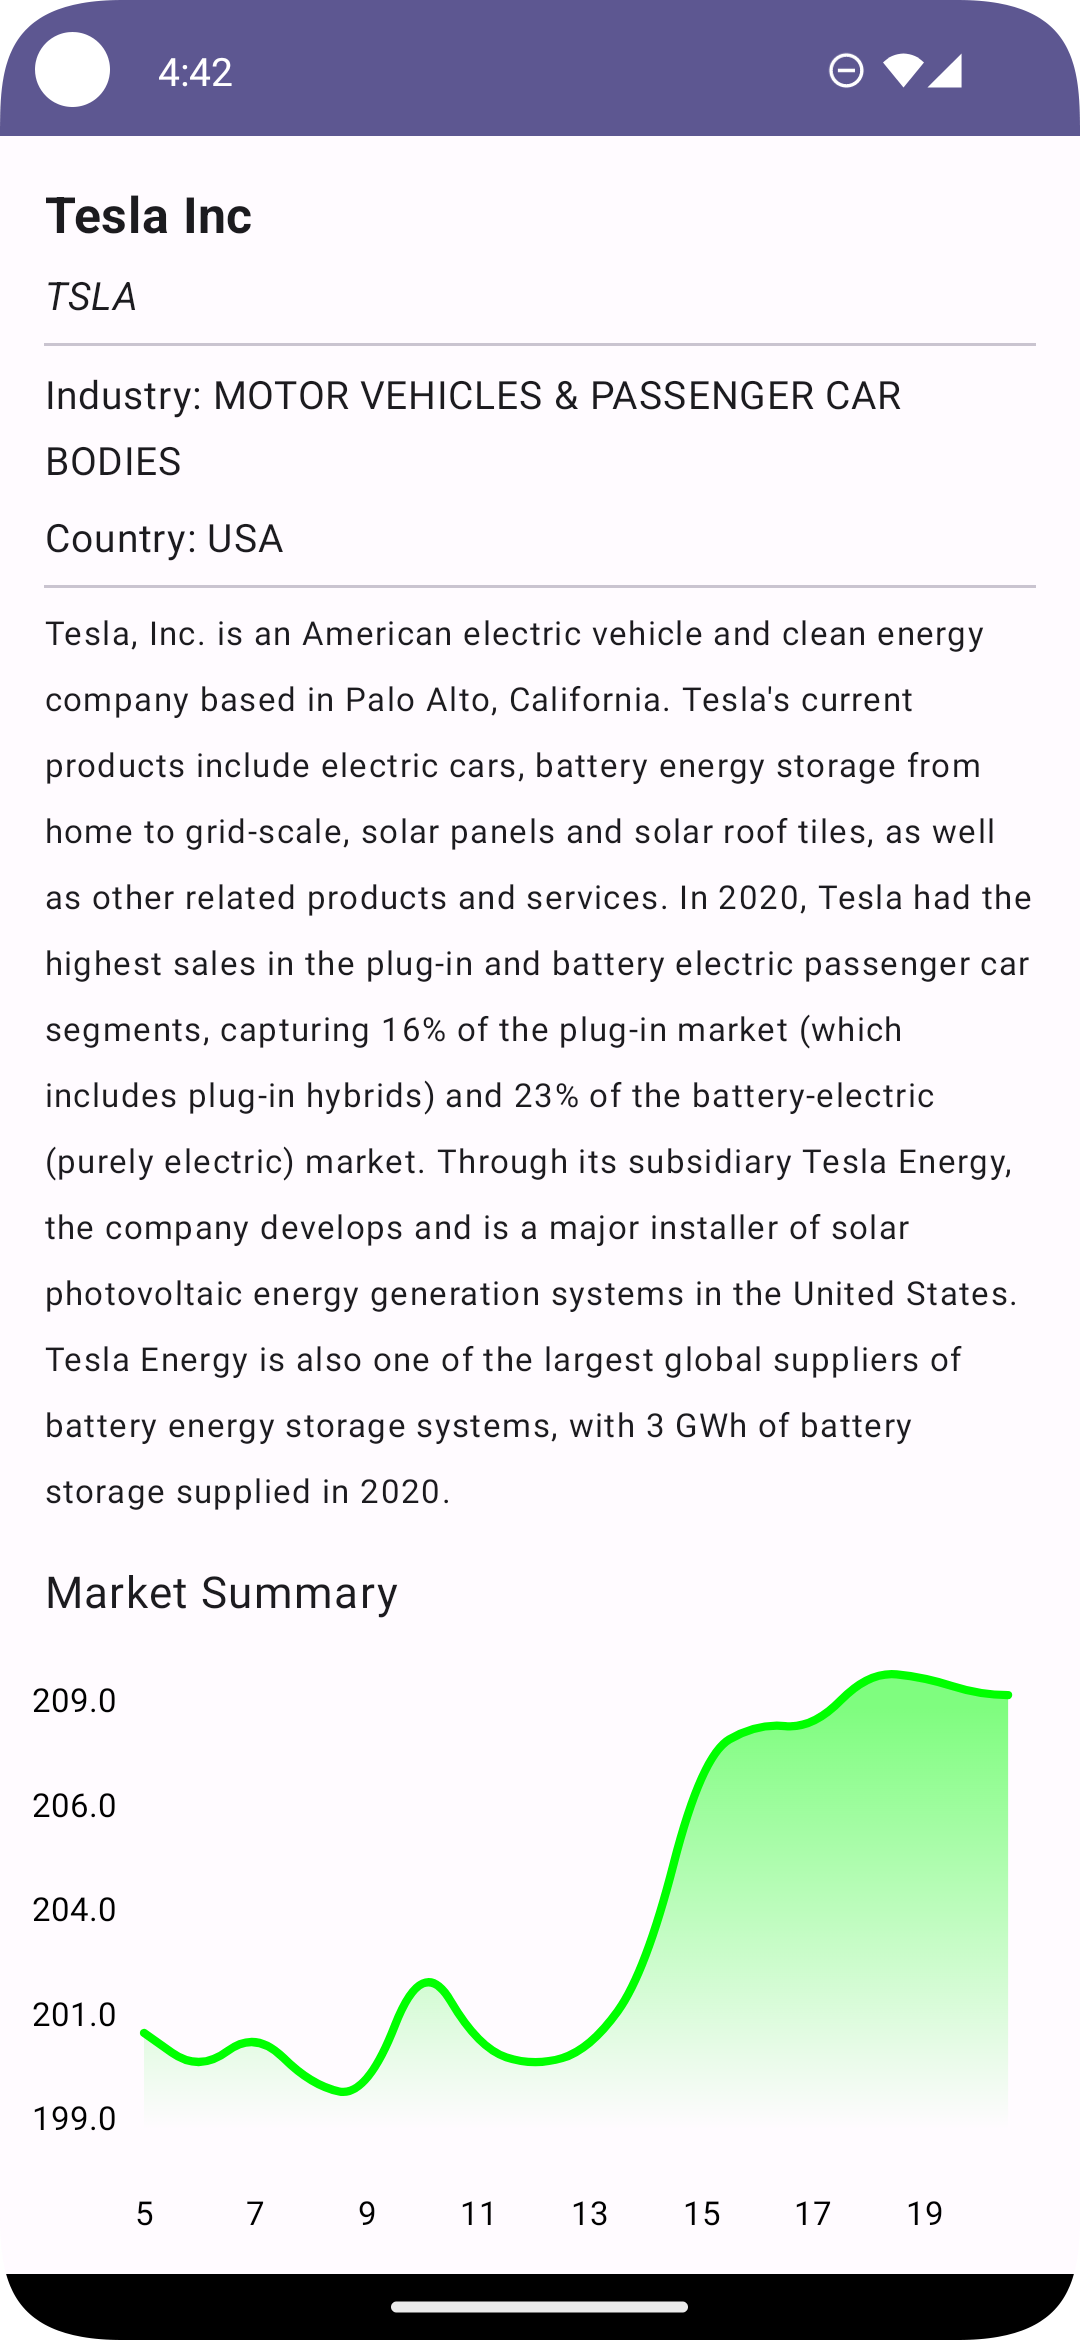 4:42
Tesla Inc
TSLA
Industry: MOTOR VEHICLES & PASSENGER CAR
BODIES
Country: USA
Tesla, Inc. is an American electric vehicle and clean energy
company based in Palo Alto, California. Tesla's current
products include electric cars, battery energy storage from
home to grid-scale, solar panels and solar roof tiles, as well
as other related products and services. In 2020, Tesla had the
highest sales in the plug-in and battery electric passenger car
segments, capturing 16% of the plug-in market (which
includes plug-in hybrids) and 23% of the battery-electric
(purely electric) market. Through its subsidiary Tesla Energy,
the company develops and is a major installer of solar
photovoltaic energy generation systems in the United States.
Tesla Energy is also one of the largest global suppliers of
battery energy storage systems, with 3 GWh of battery
storage supplied in 2020.
Market Summary
209.0
206.0
204.0
201.0
199.0
5 7 9 11 13 15 17 19